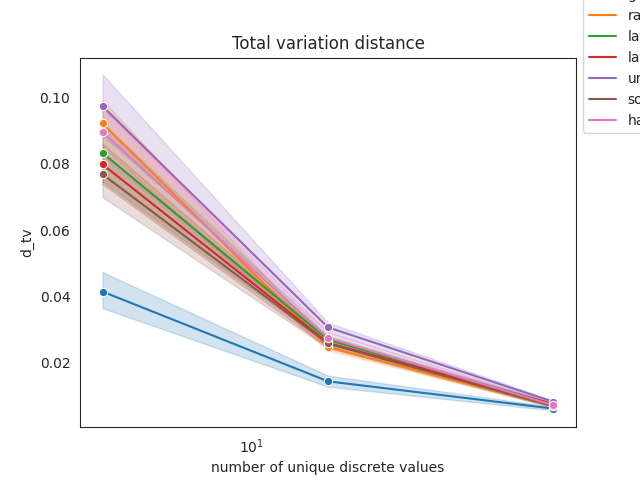 Total variation distance
ra
la
la
ur
so
ha
0.10
0.08
0.06
0.04
0.02
d_tv
10¹
number of unique discrete values